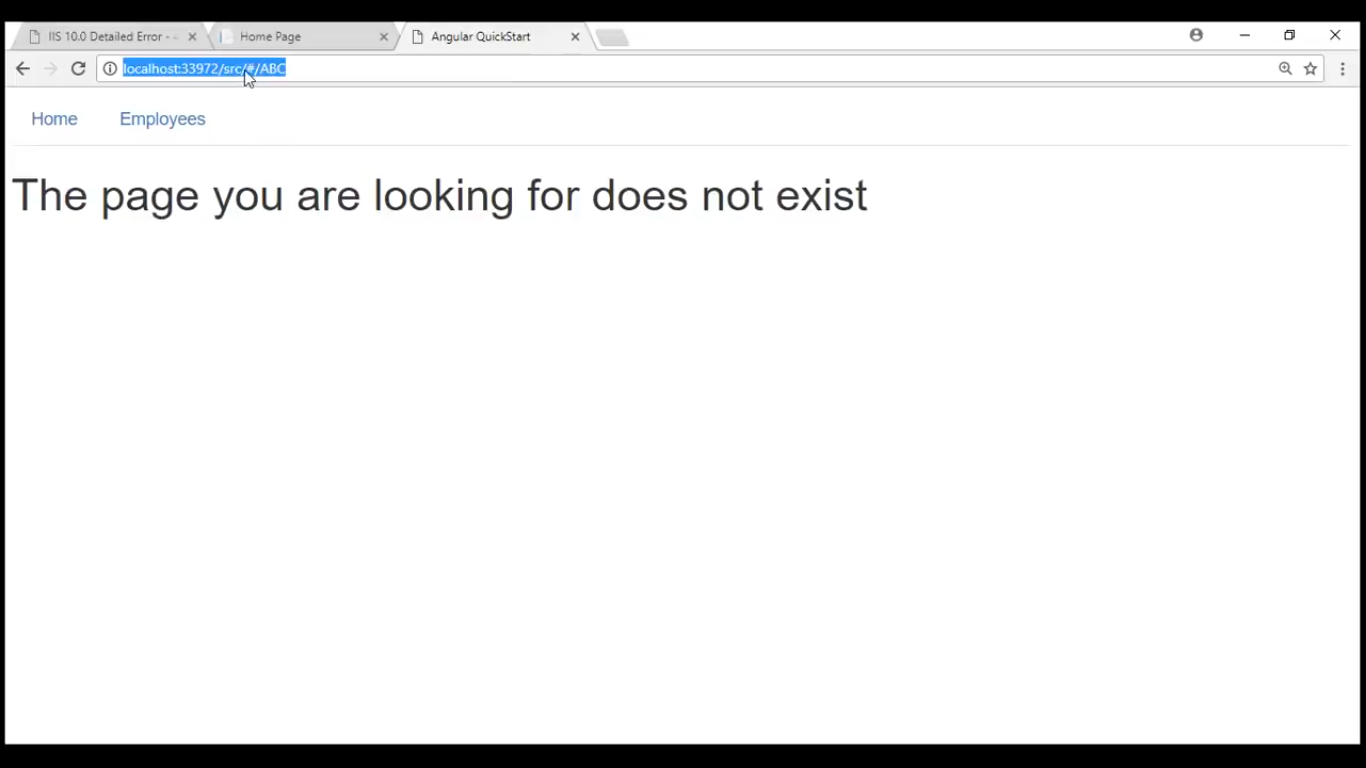 IIS 10.0 Detailed Error - 4
Home Page
Angular QuickStart
localhost:33972/src/#/ABC
Home Employees
The page you are looking for does not exist